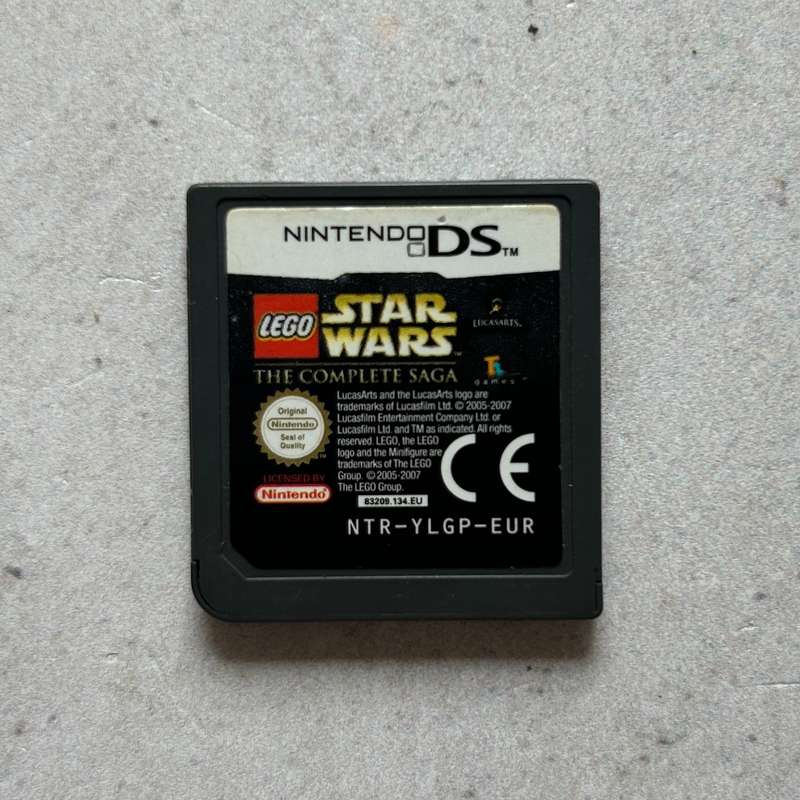 NINTENDO DS™
LEGO
STAR
WARS™
THE COMPLETE SAGA
LUCASARTS.
games
Original
Nintendo
Seal of
Quality
TM
LICENSED BY
Nintendo
LucasArts and the LucasArts logo are
trademarks of Lucasfilm Ltd. © 2005-2007
Lucasfilm Entertainment Company Ltd. or
Lucasfilm Ltd. and TM as indicated. All rights
reserved. LEGO, the LEGO
logo and the Minifigure are
trademarks of The LEGO
Group. © 2005-2007
The LEGO Group.
83209.134.EU
CE
NTR-YLGP-EUR